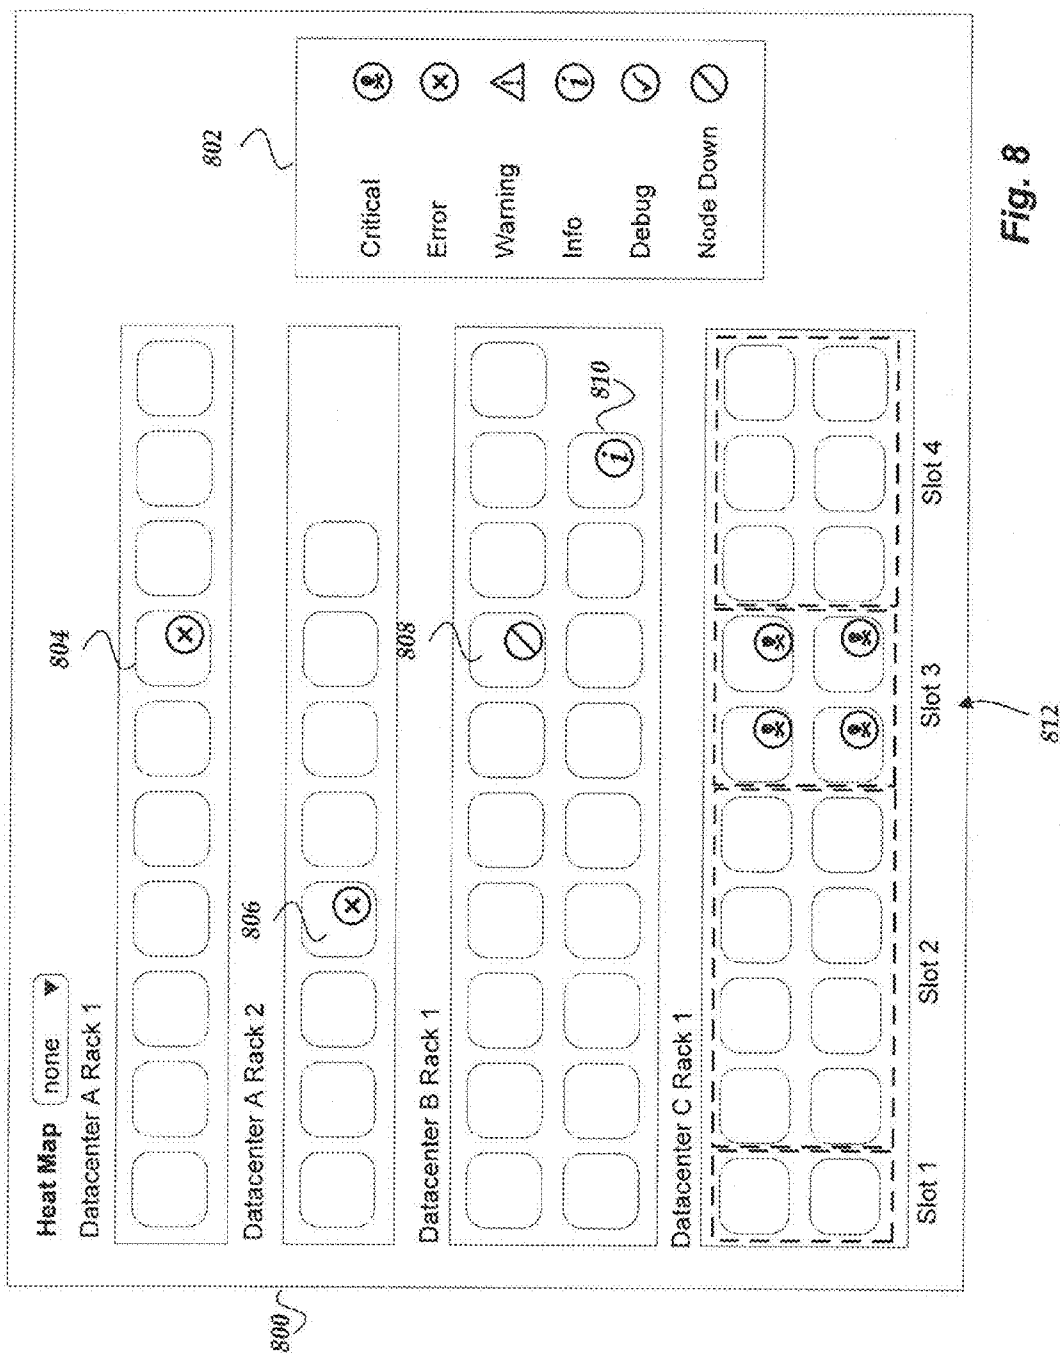 800
Heat Map none
Datacenter A Rack 1
804
Datacenter A Rack 2
806
Datacenter B Rack 1
808
810
Datacenter C Rack 1
Slot 1 Slot 2 Slot 3 Slot 4
812
802
Critical
Error
Warning
Info
Debug
Node Down
Fig. 8